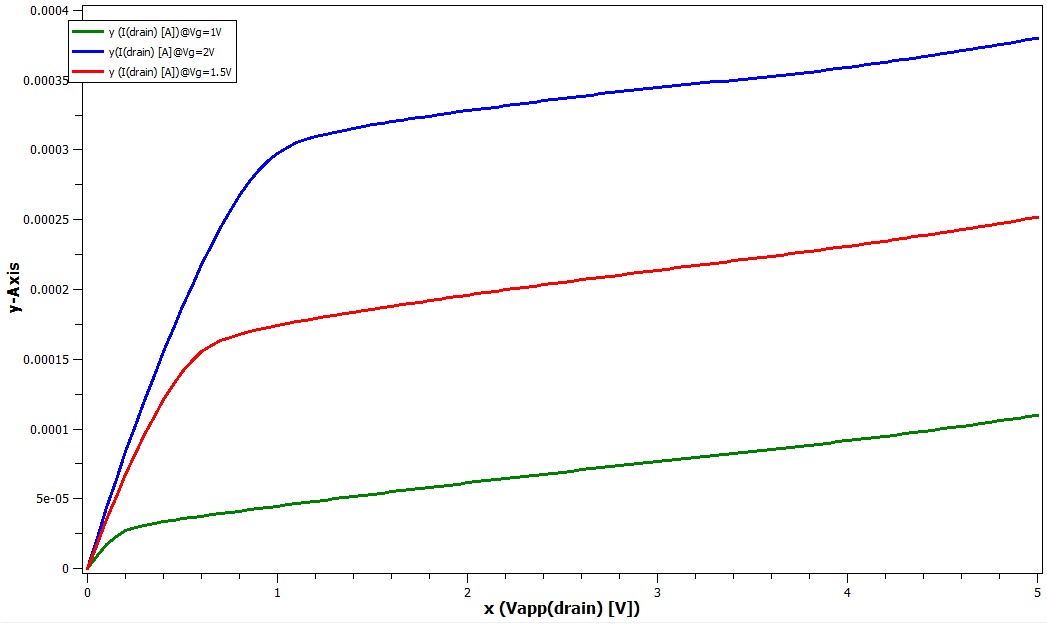 0.0004
y (I(drain) [A])@Vg=1V
y(I(drain) [A]@Vg=2V
y (I(drain) [A])@Vg=1.5V
0.00035
0.0003
0.00025
0.0002
0.00015
0.0001
5e-05
0
y-Axis
0 1 2 3 4 5
x (Vapp(drain) [V])